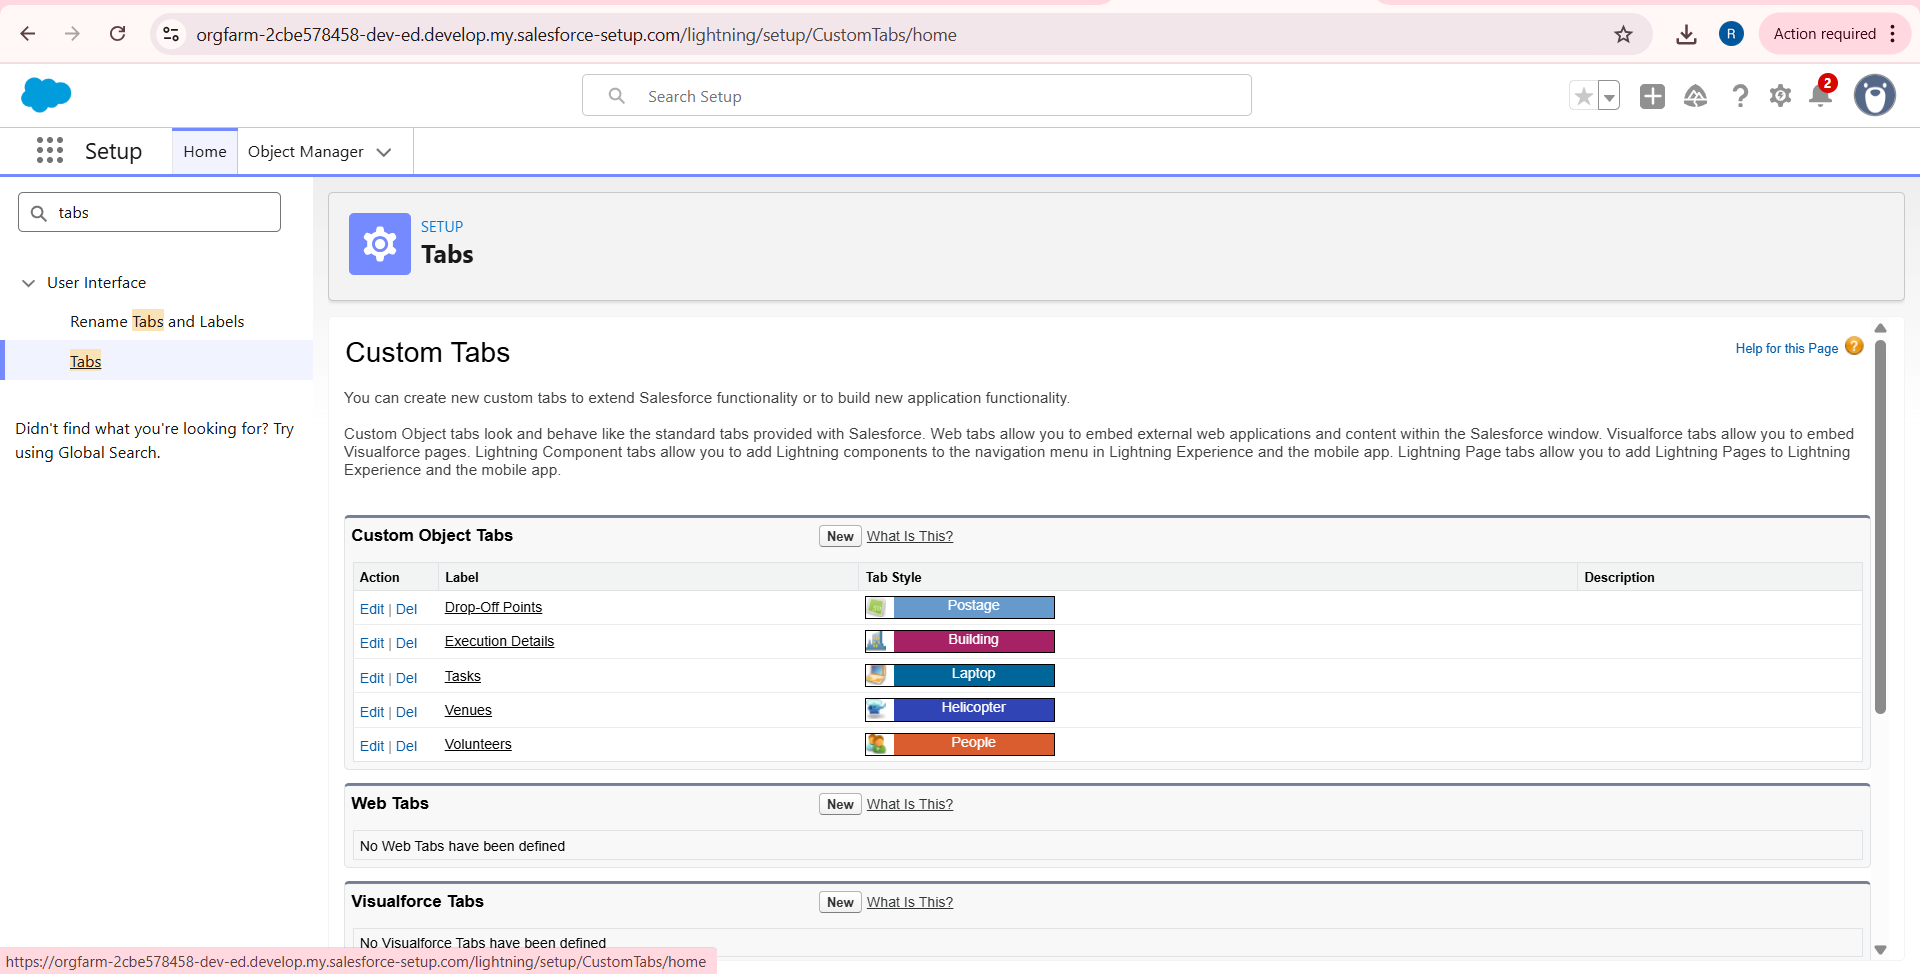 orgfarm-2cbe578458-dev-ed.develop.my.salesforce-setup.com/lightning/setup/CustomTabs/home
R
Action required
Search Setup
2
Setup
Home
Object Manager
tabs
User Interface
Rename Tabs and Labels
Tabs
Didn't find what you're looking for? Try
using Global Search.
SETUP
Tabs
Custom Tabs
Help for this Page
?
You can create new custom tabs to extend Salesforce functionality or to build new application functionality.
Custom Object tabs look and behave like the standard tabs provided with Salesforce. Web tabs allow you to embed external web applications and content within the Salesforce window. Visualforce tabs allow you to embed
Visualforce pages. Lightning Component tabs allow you to add Lightning components to the navigation menu in Lightning Experience and the mobile app. Lightning Page tabs allow you to add Lightning Pages to Lightning
Experience and the mobile app.
Custom Object Tabs New What Is This?
Action Label Tab Style Description
Edit | Del Drop-Off Points Postage
Edit | Del Execution Details Building
Edit | Del Tasks Laptop
Edit | Del Venues Helicopter
Edit | Del Volunteers People
Web Tabs New What Is This?
No Web Tabs have been defined
Visualforce Tabs New What Is This?
No Visualforce Tabs have been defined
https://orgfarm-2cbe578458-dev-ed.develop.my.salesforce-setup.com/lightning/setup/CustomTabs/home